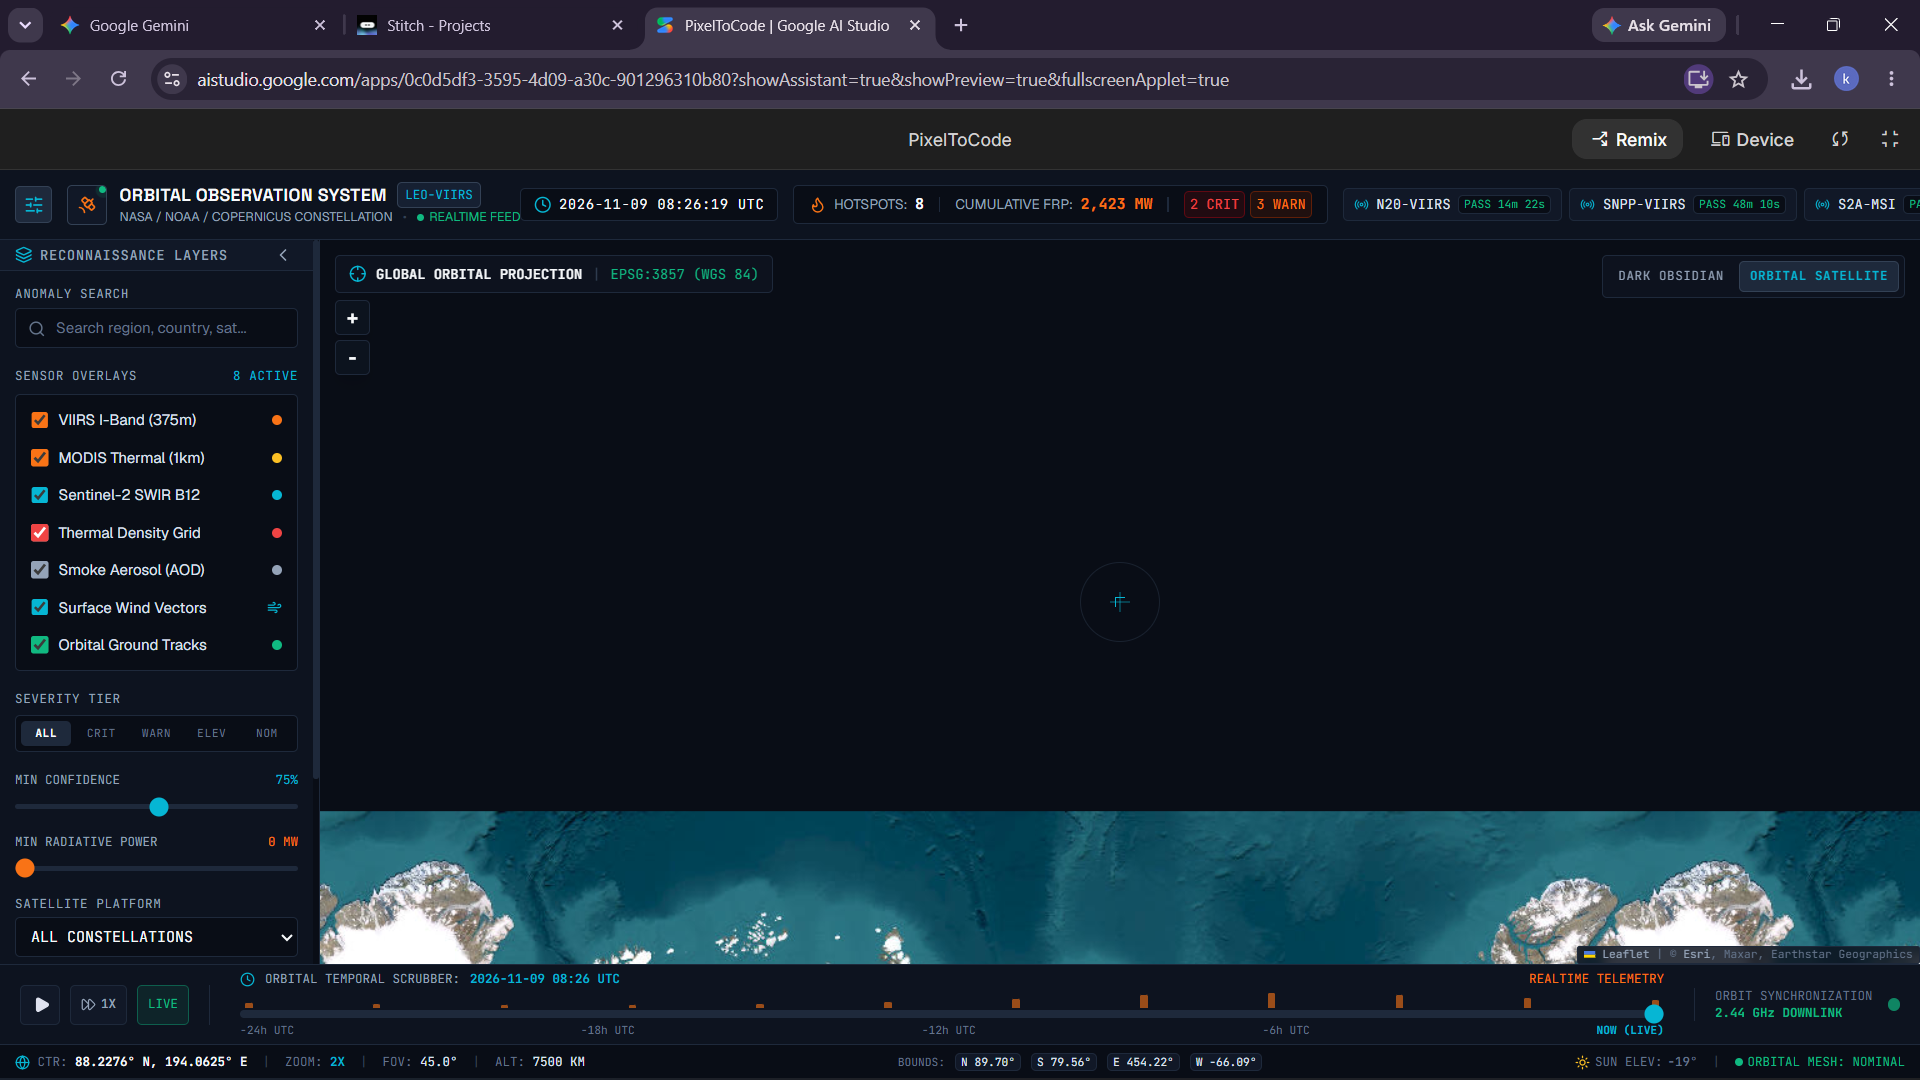 Google Gemini
Stitch - Projects
PixelToCode | Google AI Studio
Ask Gemini
aistudio.google.com/apps/0c0d5df3-3595-4d09-a30c-901296310b80?showAssistant=true&showPreview=true&fullscreenApplet=true
k
PixelToCode
Remix
Device
ORBITAL OBSERVATION SYSTEM
LEO-VIIRS
NASA / NOAA / COPERNICUS CONSTELLATION
REALTIME FEED
2026-11-09 08:26:19 UTC
HOTSPOTS: 8
CUMULATIVE FRP: 2,423 MW
2 CRIT
3 WARN
N20-VIIRS PASS 14m 22s
SNPP-VIIRS PASS 48m 10s
S2A-MSI
RECONNAISSANCE LAYERS
ANOMALY SEARCH
Search region, country, sat...
SENSOR OVERLAYS 8 ACTIVE
VIIRS I-Band (375m)
MODIS Thermal (1km)
Sentinel-2 SWIR B12
Thermal Density Grid
Smoke Aerosol (AOD)
Surface Wind Vectors
Orbital Ground Tracks
SEVERITY TIER
ALL CRIT WARN ELEV NOM
MIN CONFIDENCE 75%
MIN RADIATIVE POWER 0 MW
SATELLITE PLATFORM
ALL CONSTELLATIONS
GLOBAL ORBITAL PROJECTION | EPSG:3857 (WGS 84)
+
-
DARK OBSIDIAN
ORBITAL SATELLITE
Leaflet | © Esri, Maxar, Earthstar Geographics
1X
LIVE
ORBITAL TEMPORAL SCRUBBER: 2026-11-09 08:26 UTC
REALTIME TELEMETRY
-24h UTC
-18h UTC
-12h UTC
-6h UTC
NOW (LIVE)
ORBIT SYNCHRONIZATION
2.44 GHz DOWNLINK
CTR: 88.2276° N, 194.0625° E | ZOOM: 2X | FOV: 45.0° | ALT: 7500 KM
BOUNDS: N 89.70° S 79.56° E 454.22° W -66.09°
SUN ELEV: -19° | ORBITAL MESH: NOMINAL